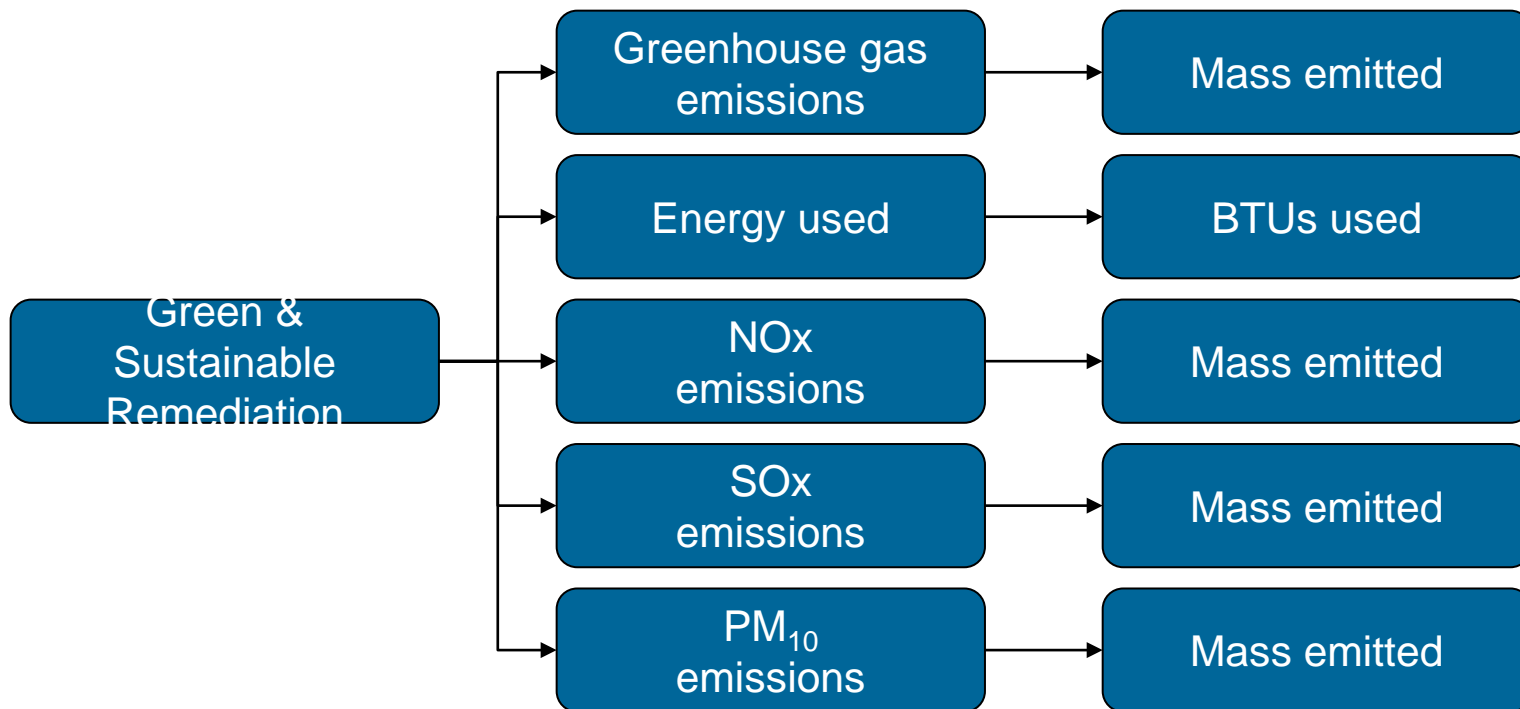 Greenhouse gas
emissions
Mass emitted
Energy used
BTUs used
Green &
Sustainable
Remediation
NOx
emissions
Mass emitted
SOx
emissions
Mass emitted
PM₁₀
emissions
Mass emitted